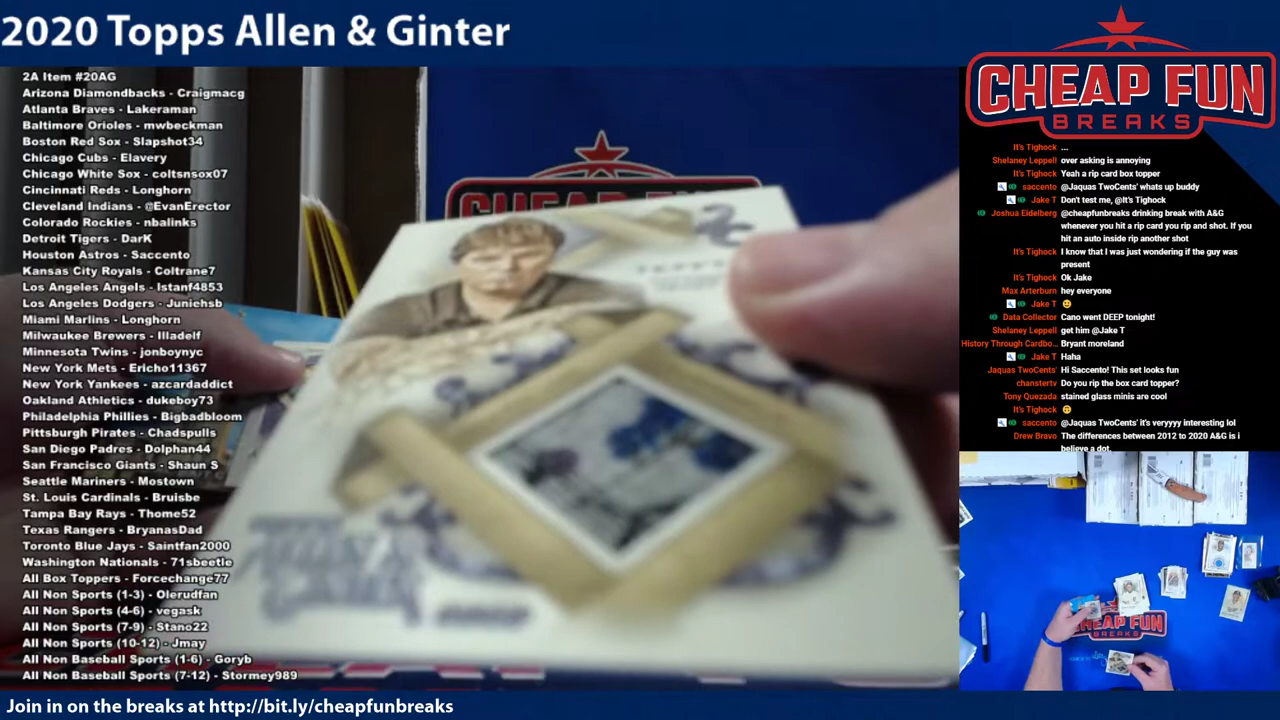 2020 Topps Allen & Ginter
2A Item #20AG
Arizona Diamondbacks - Craigmacg
Atlanta Braves - Lakeraman
Baltimore Orioles - mwbeckman
Boston Red Sox - Slapshot34
Chicago Cubs - Elavery
Chicago White Sox - coltsnsox07
Cincinnati Reds - Longhorn
Cleveland Indians - @EvanErector
Colorado Rockies - nbalinks
Detroit Tigers - DarK
Houston Astros - Saccento
Kansas City Royals - Coltrane7
Los Angeles Angels - Istanf4853
Los Angeles Dodgers - Juniehsb
Miami Marlins - Longhorn
Milwaukee Brewers - Illadelf
Minnesota Twins - jonboynyc
New York Mets - Ericho11367
New York Yankees - azcardaddict
Oakland Athletics - dukeboy73
Philadelphia Phillies - Bigbadbloom
Pittsburgh Pirates - Chadspulls
San Diego Padres - Dolphan44
San Francisco Giants - Shaun S
Seattle Mariners - Mostown
St. Louis Cardinals - Bruisbe
Tampa Bay Rays - Thome52
Texas Rangers - BryanasDad
Toronto Blue Jays - Saintfan2000
Washington Nationals - 71sbeetle
All Box Toppers - Forcechange77
All Non Sports (1-3) - Olerudfan
All Non Sports (4-6) - vegask
All Non Sports (7-9) - Stano22
All Non Sports (10-12) - Jmay
All Non Baseball Sports (1-6) - Goryb
All Non Baseball Sports (7-12) - Stormey989
CHEAP FUN
BREAKS
It's Tighock ...
Shelaney Leppell over asking is annoying
It's Tighock Yeah a rip card box topper
saccento @Jaquas TwoCents' whats up buddy
Jake T Don't test me, @It's Tighock
Joshua Eidelberg @cheapfunbreaks drinking break with A&G
whenever you hit a rip card you rip and shot. If you
hit an auto inside rip another shot
It's Tighock I know that I was just wondering if the guy was
present
It's Tighock Ok Jake
Max Arterburn hey everyone
Jake T 🙂
Data Collector Cano went DEEP tonight!
Shelaney Leppell get him @Jake T
History Through Cardbo... Bryant moreland
Jake T Haha
Jaquas TwoCents' Hi Saccento! This set looks fun
chanstertv Do you rip the box card topper?
Tony Quezada stained glass minis are cool
It's Tighock 🙃
saccento @Jaquas TwoCents' it's veryyyy interesting lol
Drew Bravo The differences between 2012 to 2020 A&G is i
believe a dot.
CHEAP FUN
BREAKS
Join in on the breaks at http://bit.ly/cheapfunbreaks